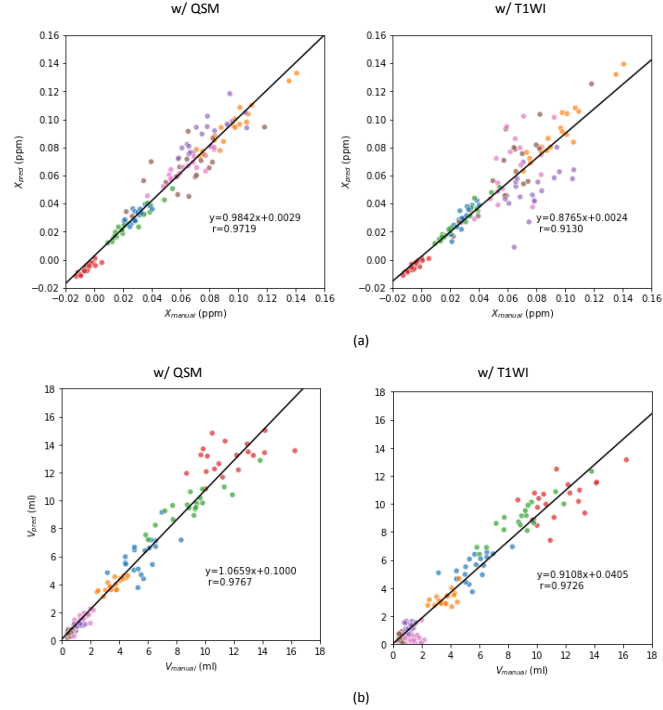 w/ QSM
w/ T1WI
0.16
0.14
0.12
0.10
0.08
0.06
0.04
0.02
0.00
−0.02
X_pred (ppm)
y=0.9842x+0.0029
r=0.9719
−0.02 0.00 0.02 0.04 0.06 0.08 0.10 0.12 0.14 0.16
X_manual (ppm)
0.16
0.14
0.12
0.10
0.08
0.06
0.04
0.02
0.00
−0.02
X_pred (ppm)
y=0.8765x+0.0024
r=0.9130
−0.02 0.00 0.02 0.04 0.06 0.08 0.10 0.12 0.14 0.16
X_manual (ppm)
(a)
w/ QSM
w/ T1WI
18
16
14
12
10
8
6
4
2
0
V_pred (ml)
y=1.0659x+0.1000
r=0.9767
0 2 4 6 8 10 12 14 16 18
V_manual (ml)
18
16
14
12
10
8
6
4
2
0
V_pred (ml)
y=0.9108x+0.0405
r=0.9726
0 2 4 6 8 10 12 14 16 18
V_manual (ml)
(b)